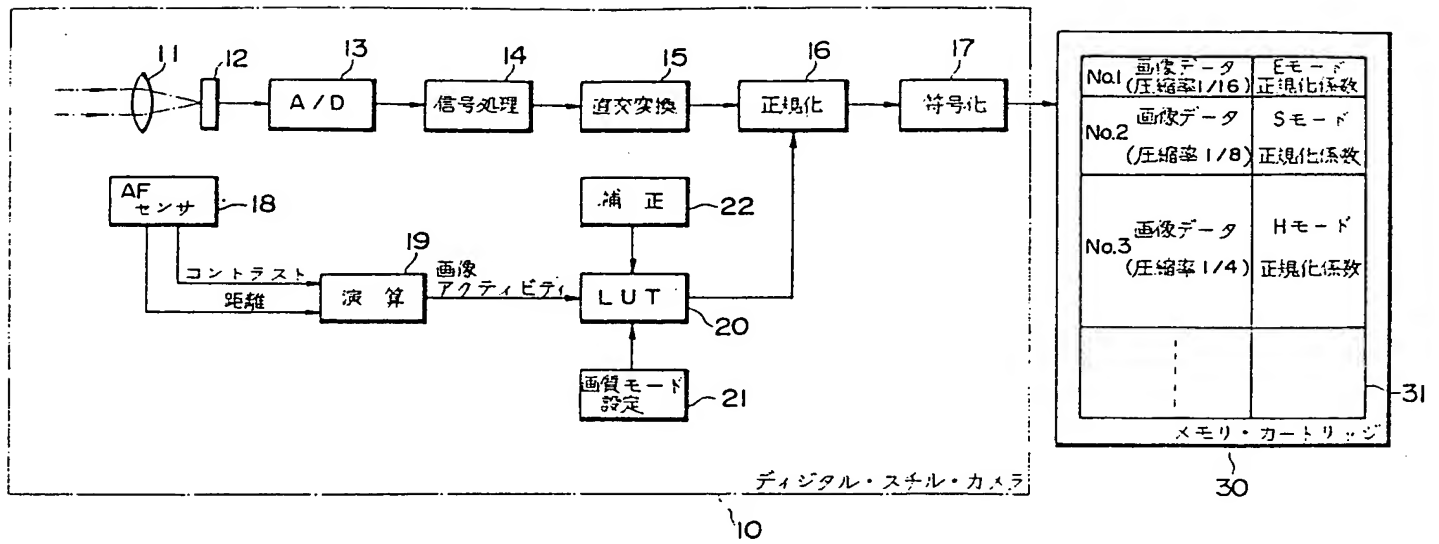 11
12
13
14
15
16
17
A/D
信号処理
直交変換
正規化
符号化
AF
センサ
18
コントラスト
距離
19
演算
画像
アクティビティ
補正
22
LUT
20
画質モード
設定
21
ディジタル・スチル・カメラ
10
No.1
画像データ
(圧縮率1/16)
Eモード
正規化係数
No.2
画像データ
(圧縮率1/8)
Sモード
正規化係数
No.3
画像データ
(圧縮率1/4)
Hモード
正規化係数
31
メモリ・カートリッジ
30